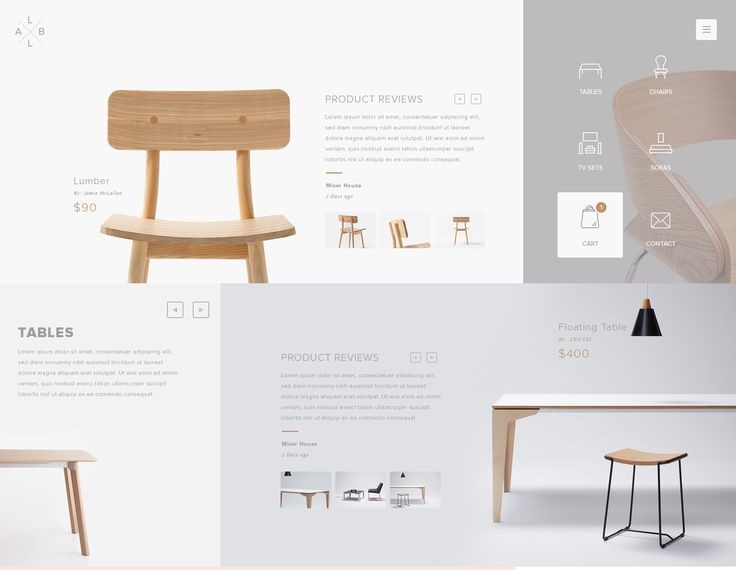 L
A B
L
PRODUCT REVIEWS
Lorem ipsum dolor sit amet, consectetuer adipiscing elit,
sed diam nonummy nibh euismod tincidunt ut laoreet
dolore magna aliquam erat volutpat. Ut wisi enim ad minim
veniam, quis nostrud exerci tation ullamcorper suscipit
lobortis nisl ut aliquip ex ea commodo consequat.
Mixer House
2 Days ago
Lumber
By: Jamie McLellan
$90
TABLES
CHAIRS
TV SETS
SOFAS
1
CART
CONTACT
TABLES
Lorem ipsum dolor sit amet, consectetuer adipiscing elit,
sed diam nonummy nibh euismod tincidunt ut laoreet
dolore magna aliquam erat volutpat. Ut wisi enim ad minim
veniam, quis nostrud exerci tation ullamcorper suscipit
lobortis nisl ut aliquip ex ea commodo consequat.
PRODUCT REVIEWS
Lorem ipsum dolor sit amet, consectetuer adipiscing elit,
sed diam nonummy nibh euismod tincidunt ut laoreet
dolore magna aliquam erat volutpat. Ut wisi enim ad minim
veniam, quis nostrud exerci tation ullamcorper suscipit
lobortis nisl ut aliquip ex ea commodo consequat.
Mixer House
2 Days ago
Floating Table
By: LEO LEI
$400